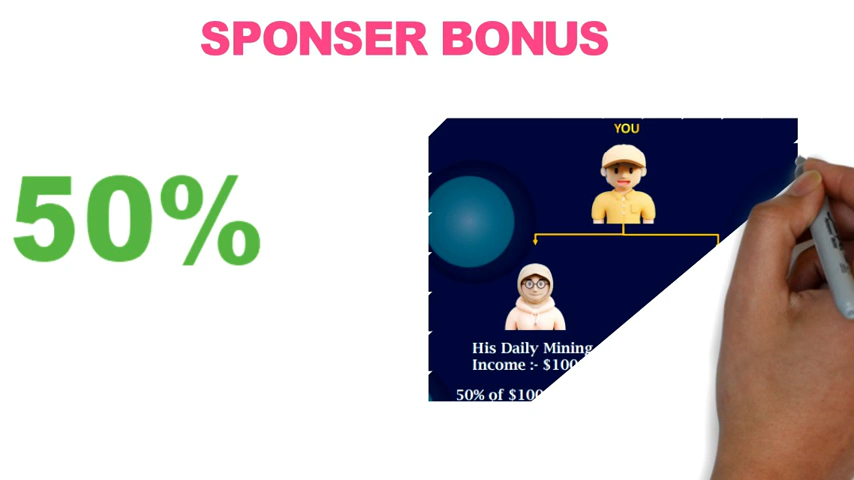 SPONSER BONUS
50%
YOU
His Daily Mining
Income :- $100
50% of $100